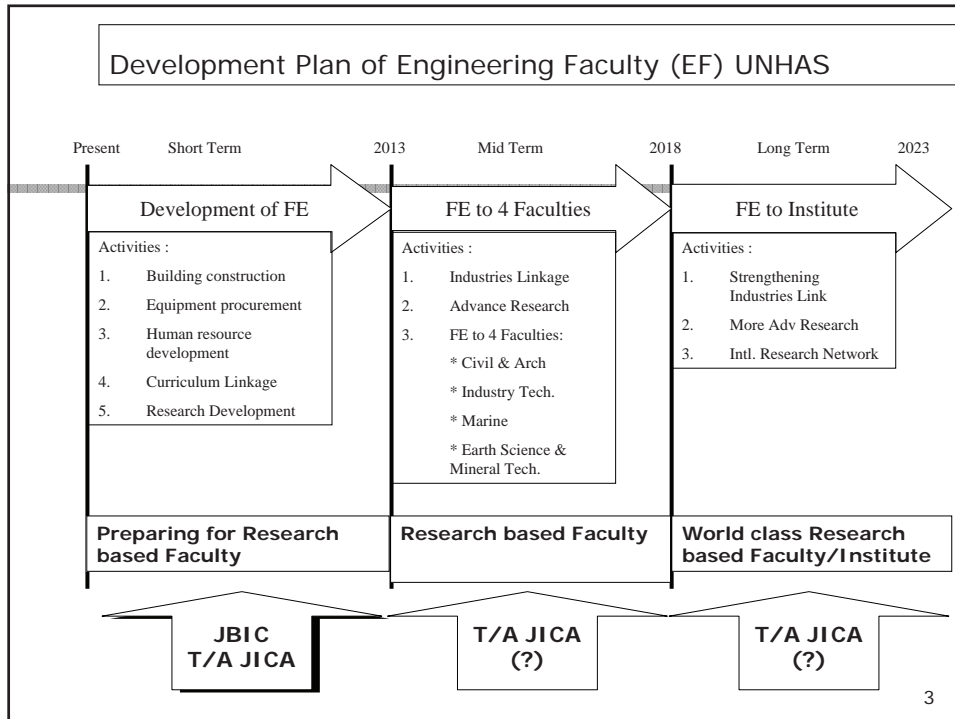 Development Plan of Engineering Faculty (EF) UNHAS
Present Short Term 2013 Mid Term 2018 Long Term 2023
Development of FE
Activities :
1. Building construction
2. Equipment procurement
3. Human resource
development
4. Curriculum Linkage
5. Research Development
FE to 4 Faculties
Activities :
1. Industries Linkage
2. Advance Research
3. FE to 4 Faculties:
* Civil & Arch
* Industry Tech.
* Marine
* Earth Science &
Mineral Tech.
FE to Institute
Activities :
1. Strengthening
Industries Link
2. More Adv Research
3. Intl. Research Network
Preparing for Research
based Faculty
Research based Faculty
World class Research
based Faculty/Institute
JBIC
T/A JICA
T/A JICA
(?)
T/A JICA
(?)
3